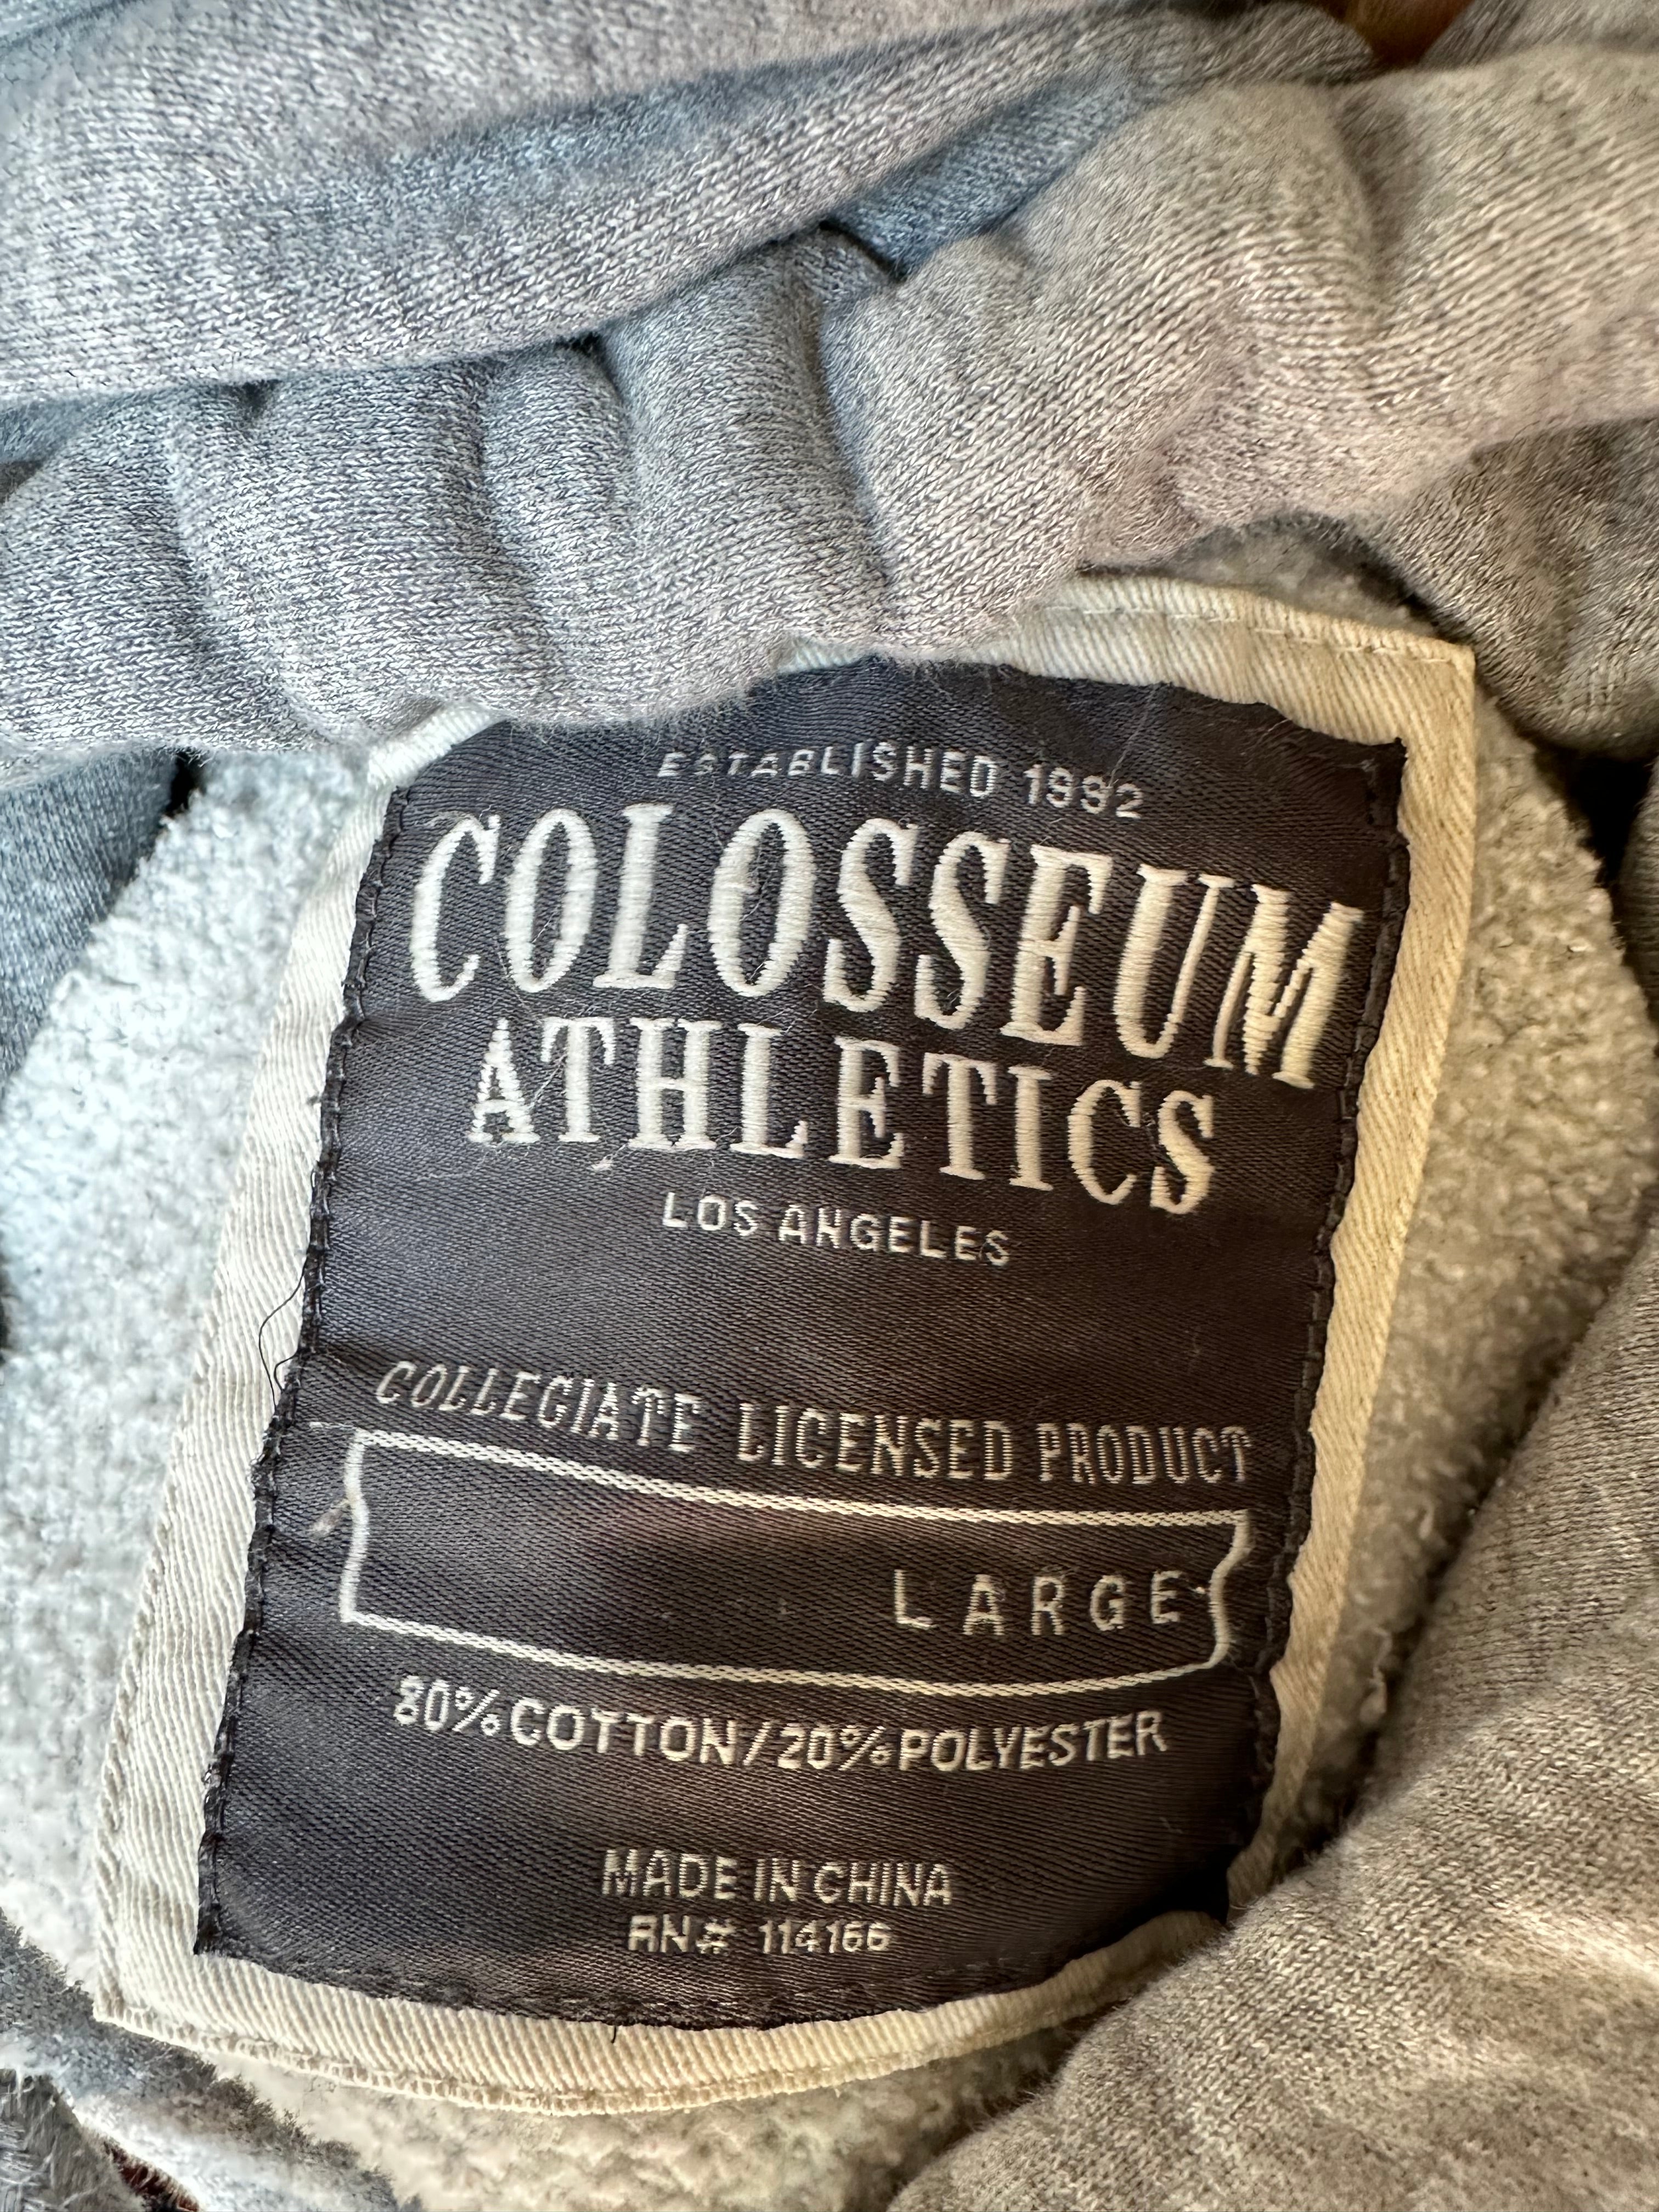 ESTABLISHED 1992
COLOSSEUM
ATHLETICS
LOS ANGELES
COLLEGIATE LICENSED PRODUCT
LARGE
80% COTTON/20% POLYESTER
MADE IN CHINA
RN# 114166